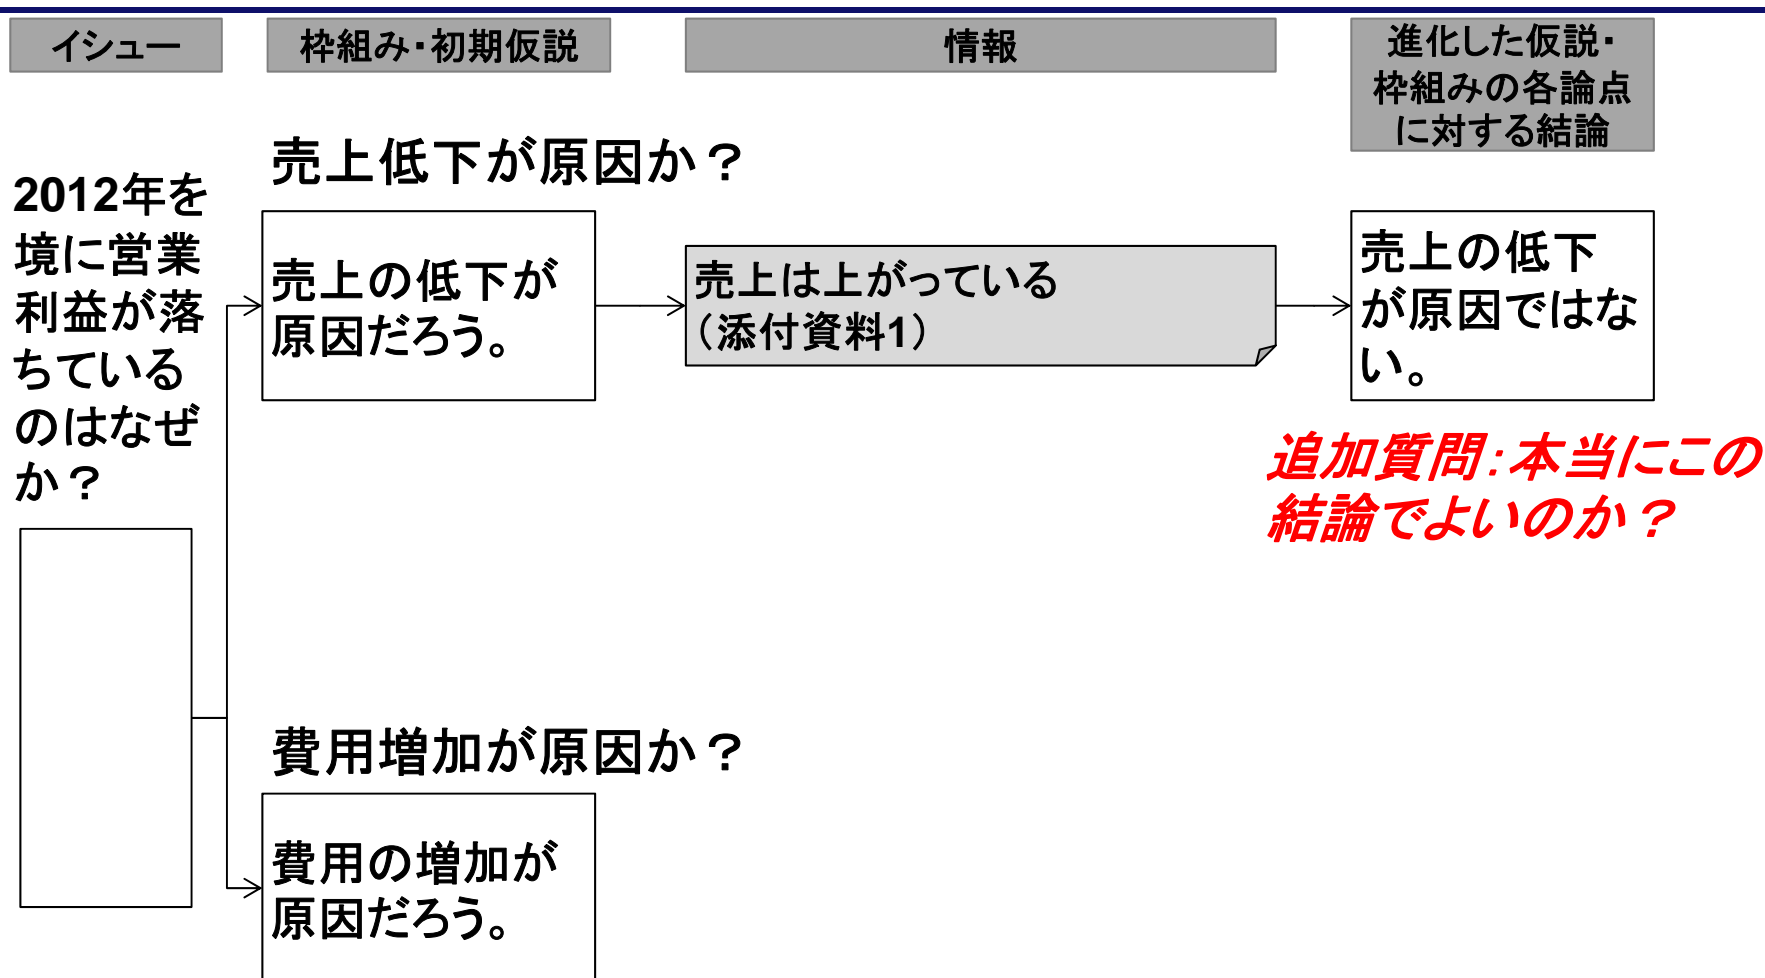 イシュー
枠組み・初期仮説
情報
進化した仮説・
枠組みの各論点
に対する結論
2012年を
境に営業
利益が落
ちている
のはなぜ
か？
売上低下が原因か？
売上の低下が
原因だろう。
売上は上がっている
（添付資料1）
売上の低下
が原因ではな
い。
追加質問：本当にこの
結論でよいのか？
費用増加が原因か？
費用の増加が
原因だろう。